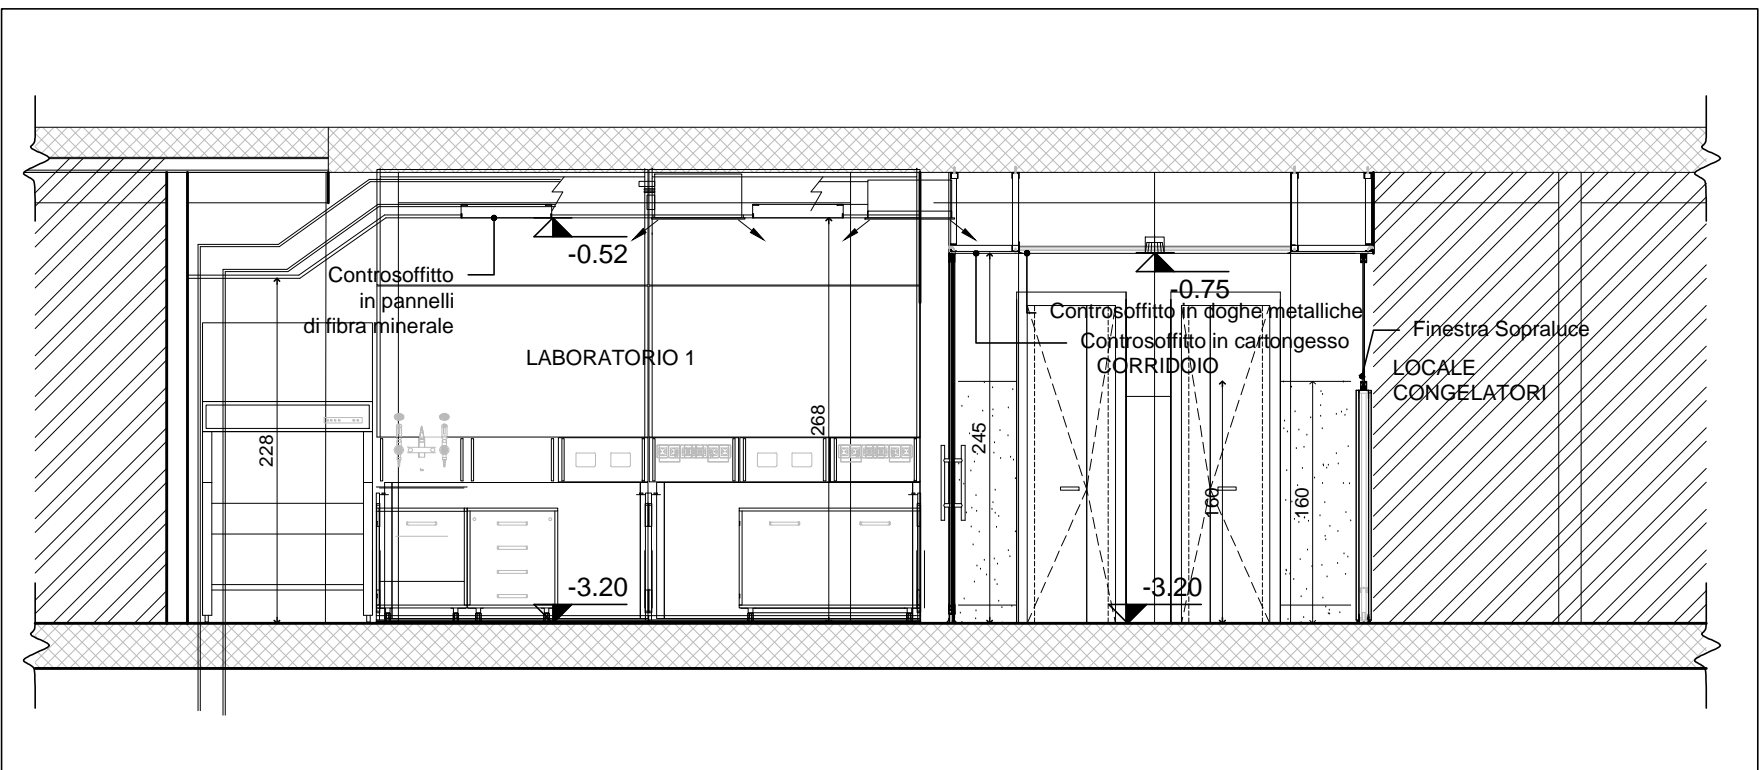 -0.52
Controsoffitto
in pannelli
di fibra minerale
-0.75
Controsoffitto in doghe metalliche
Finestra Sopraluce
Controsoffitto in cartongesso
LABORATORIO 1
CORRIDOIO
LOCALE
CONGELATORI
228
268
245
160
160
-3.20
-3.20